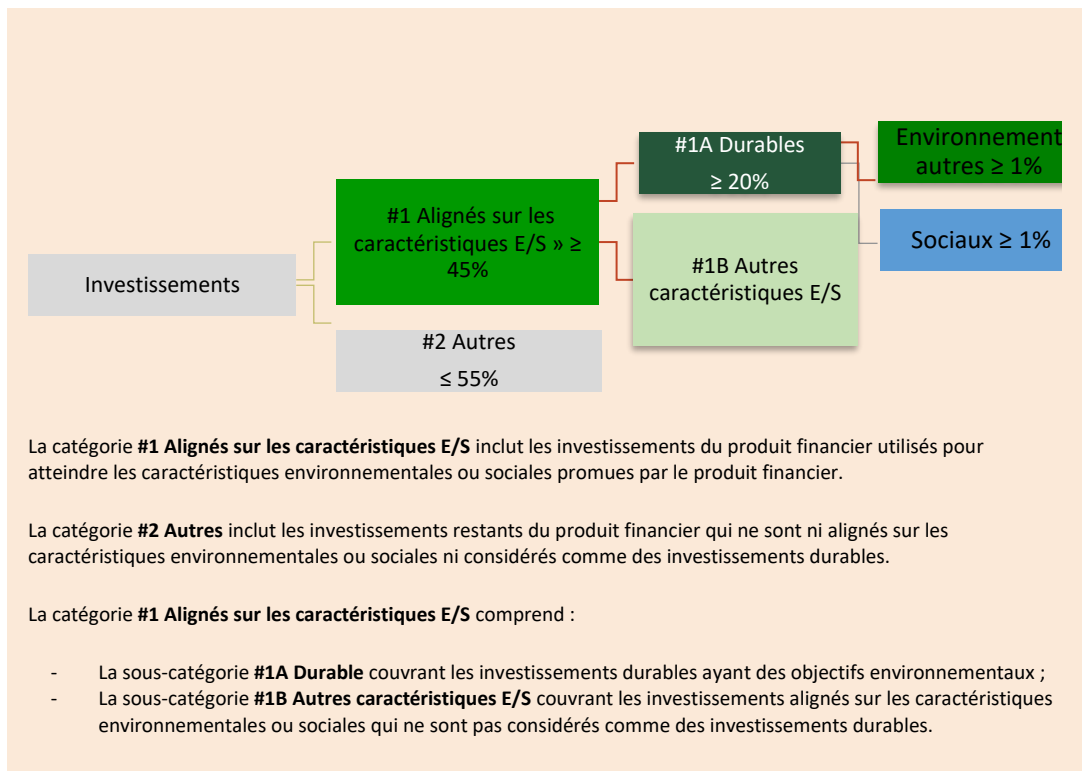 #1A Durables
≥ 20%
Environnement
autres ≥ 1%
#1 Alignés sur les
caractéristiques E/S » ≥
45%
Sociaux ≥ 1%
#1B Autres
caractéristiques E/S
Investissements
#2 Autres
≤ 55%
La catégorie #1 Alignés sur les caractéristiques E/S inclut les investissements du produit financier utilisés pour
atteindre les caractéristiques environnementales ou sociales promues par le produit financier.
La catégorie #2 Autres inclut les investissements restants du produit financier qui ne sont ni alignés sur les
caractéristiques environnementales ou sociales ni considérés comme des investissements durables.
La catégorie #1 Alignés sur les caractéristiques E/S comprend :
- La sous-catégorie #1A Durable couvrant les investissements durables ayant des objectifs environnementaux ;
- La sous-catégorie #1B Autres caractéristiques E/S couvrant les investissements alignés sur les caractéristiques
environnementales ou sociales qui ne sont pas considérés comme des investissements durables.